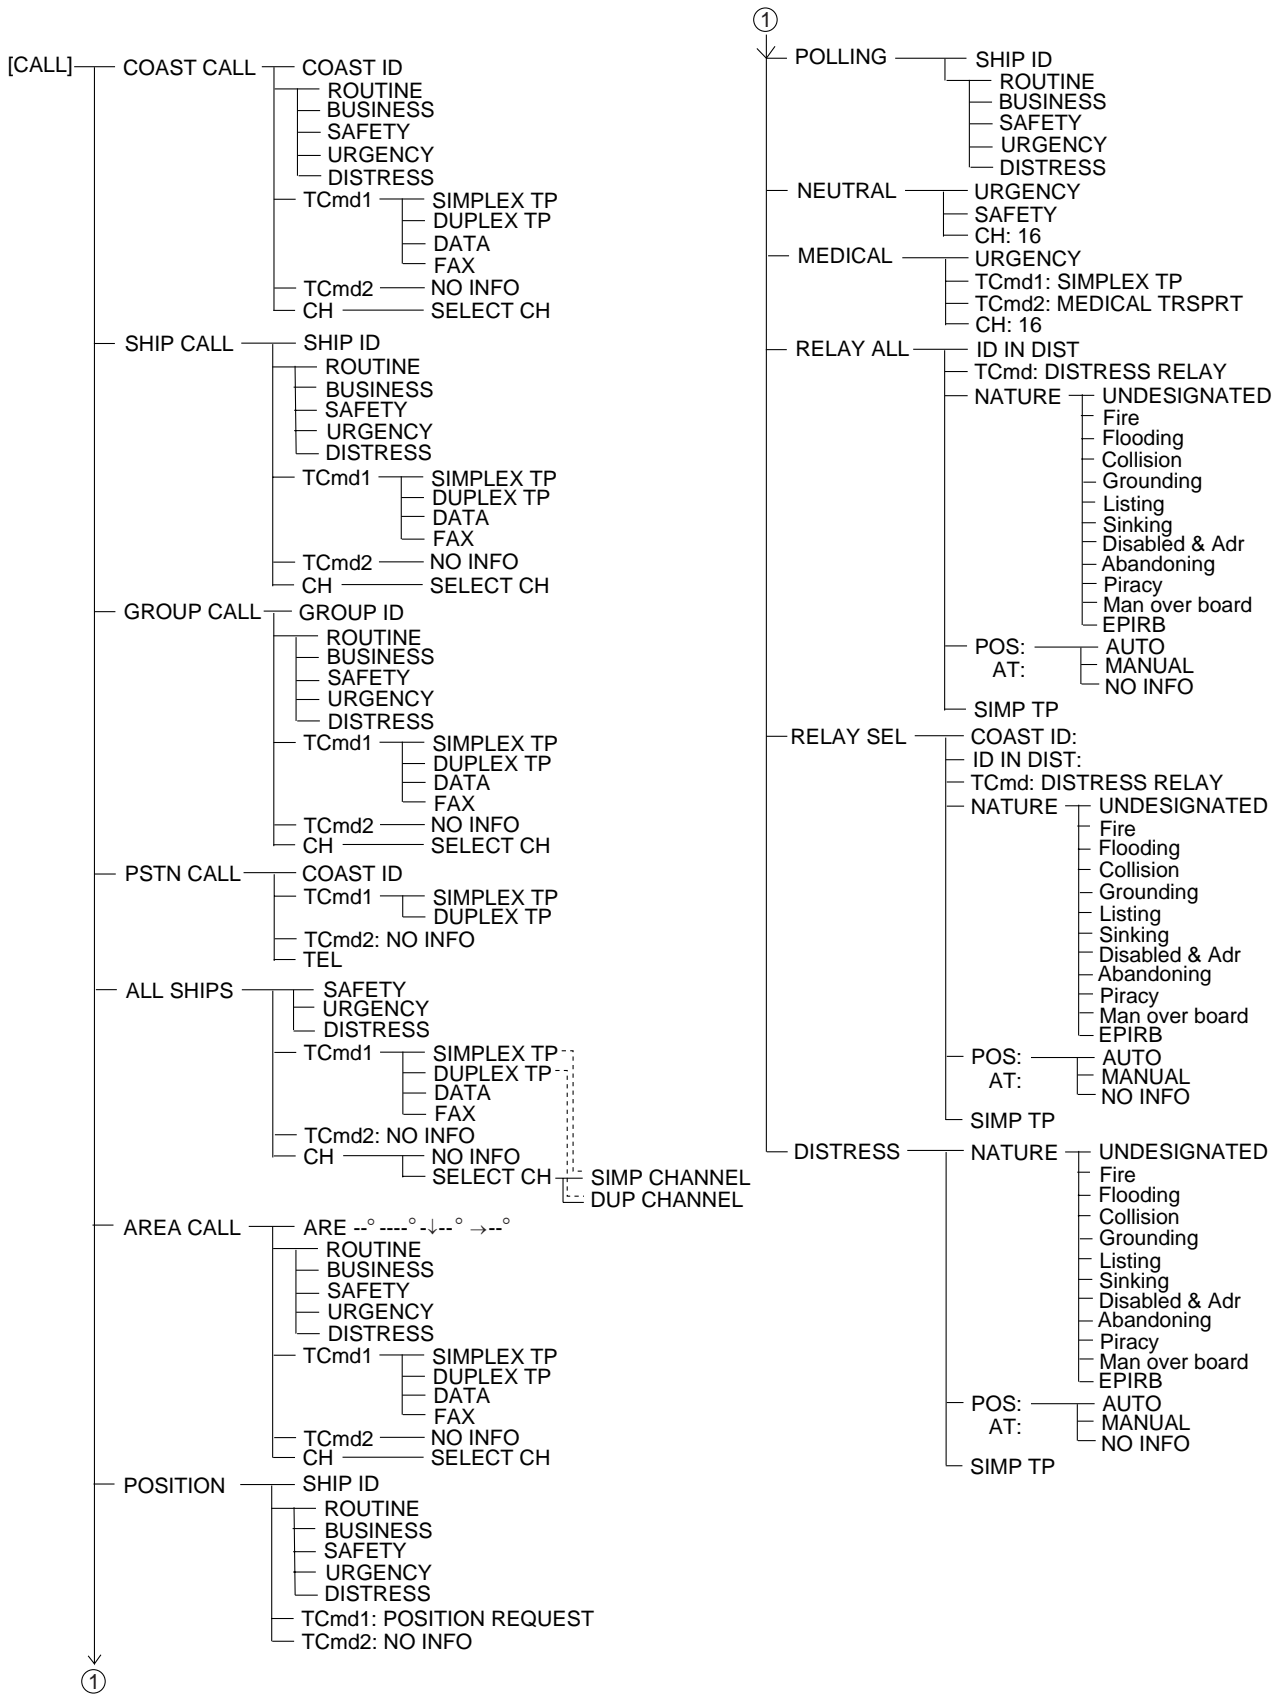 [CALL]
COAST CALL
COAST ID
ROUTINE
BUSINESS
SAFETY
URGENCY
DISTRESS
TCmd1
SIMPLEX TP
DUPLEX TP
DATA
FAX
TCmd2
NO INFO
CH
SELECT CH
SHIP CALL
SHIP ID
ROUTINE
BUSINESS
SAFETY
URGENCY
DISTRESS
TCmd1
SIMPLEX TP
DUPLEX TP
DATA
FAX
TCmd2
NO INFO
CH
SELECT CH
GROUP CALL
GROUP ID
ROUTINE
BUSINESS
SAFETY
URGENCY
DISTRESS
TCmd1
SIMPLEX TP
DUPLEX TP
DATA
FAX
TCmd2
NO INFO
CH
SELECT CH
PSTN CALL
COAST ID
TCmd1
SIMPLEX TP
DUPLEX TP
TCmd2: NO INFO
TEL
ALL SHIPS
SAFETY
URGENCY
DISTRESS
TCmd1
SIMPLEX TP
DUPLEX TP
DATA
FAX
TCmd2: NO INFO
CH
NO INFO
SELECT CH
SIMP CHANNEL
DUP CHANNEL
AREA CALL
ARE --° ----°-↓--° →--°
ROUTINE
BUSINESS
SAFETY
URGENCY
DISTRESS
TCmd1
SIMPLEX TP
DUPLEX TP
DATA
FAX
TCmd2
NO INFO
CH
SELECT CH
POSITION
SHIP ID
ROUTINE
BUSINESS
SAFETY
URGENCY
DISTRESS
TCmd1: POSITION REQUEST
TCmd2: NO INFO
①
①
POLLING
SHIP ID
ROUTINE
BUSINESS
SAFETY
URGENCY
DISTRESS
NEUTRAL
URGENCY
SAFETY
CH: 16
MEDICAL
URGENCY
TCmd1: SIMPLEX TP
TCmd2: MEDICAL TRSPRT
CH: 16
RELAY ALL
ID IN DIST
TCmd: DISTRESS RELAY
NATURE
UNDESIGNATED
Fire
Flooding
Collision
Grounding
Listing
Sinking
Disabled & Adr
Abandoning
Piracy
Man over board
EPIRB
POS:
AUTO
AT:
MANUAL
NO INFO
SIMP TP
RELAY SEL
COAST ID:
ID IN DIST:
TCmd: DISTRESS RELAY
NATURE
UNDESIGNATED
Fire
Flooding
Collision
Grounding
Listing
Sinking
Disabled & Adr
Abandoning
Piracy
Man over board
EPIRB
POS:
AUTO
AT:
MANUAL
NO INFO
SIMP TP
DISTRESS
NATURE
UNDESIGNATED
Fire
Flooding
Collision
Grounding
Listing
Sinking
Disabled & Adr
Abandoning
Piracy
Man over board
EPIRB
POS:
AUTO
AT:
MANUAL
NO INFO
SIMP TP